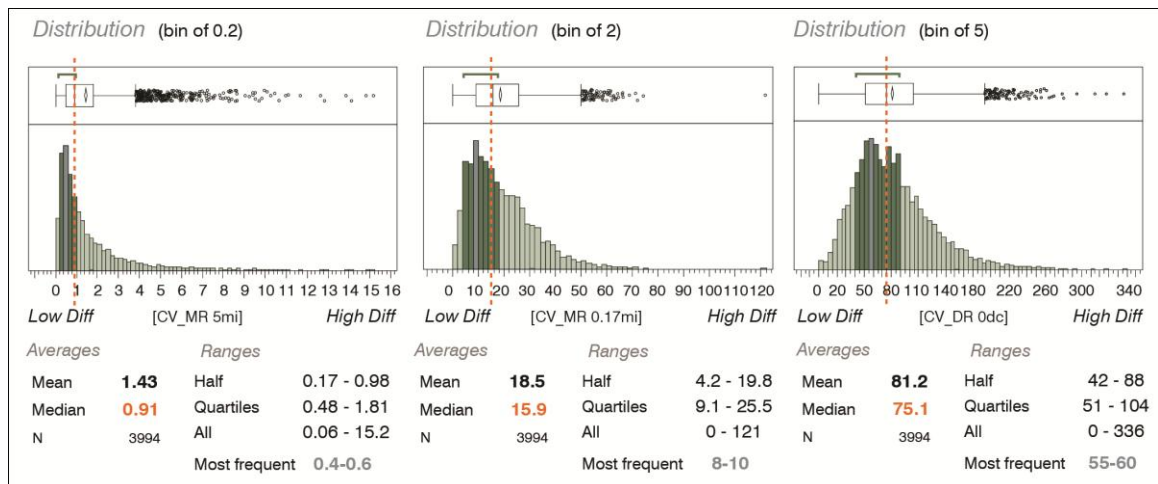 Distribution (bin of 0.2)
0 1 2 3 4 5 6 7 8 9 10 11 12 13 14 15 16
Low Diff [CV_MR 5mi] High Diff
Averages Ranges
Mean 1.43 Half 0.17 - 0.98
Median 0.91 Quartiles 0.48 - 1.81
N 3994 All 0.06 - 15.2
Most frequent 0.4-0.6
Distribution (bin of 2)
0 10 20 30 40 50 60 70 80 90 100 110 120
Low Diff [CV_MR 0.17mi] High Diff
Averages Ranges
Mean 18.5 Half 4.2 - 19.8
Median 15.9 Quartiles 9.1 - 25.5
N 3994 All 0 - 121
Most frequent 8-10
Distribution (bin of 5)
0 20 50 80 100 140 180 220 260 300 340
Low Diff [CV_DR 0dc] High Diff
Averages Ranges
Mean 81.2 Half 42 - 88
Median 75.1 Quartiles 51 - 104
N 3994 All 0 - 336
Most frequent 55-60